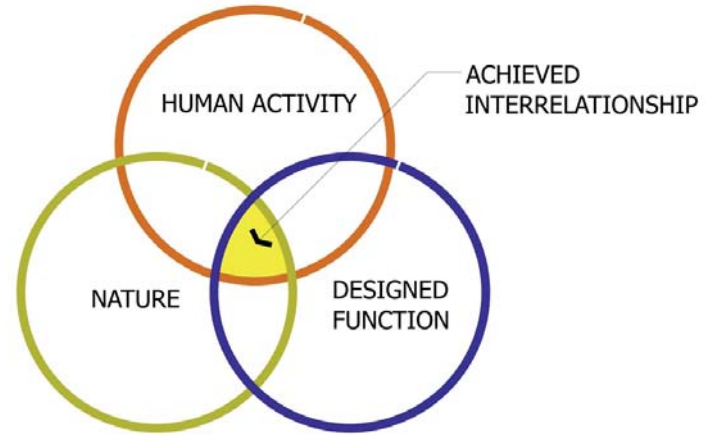 HUMAN ACTIVITY
ACHIEVED
INTERRELATIONSHIP
NATURE
DESIGNED
FUNCTION